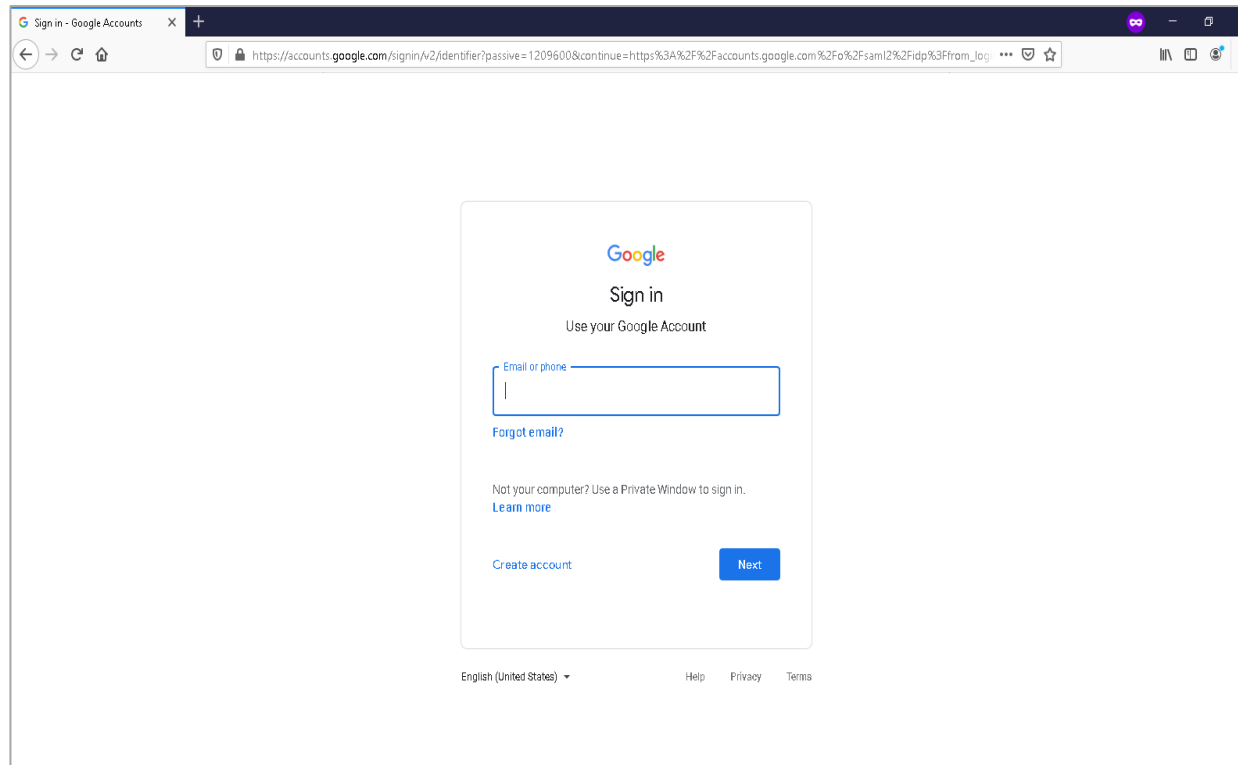 Sign in - Google Accounts
https://accounts.google.com/signin/v2/identifier?passive=1209600&continue=https%3A%2F%2Faccounts.google.com%2Fo%2Fsaml2%2Fidp%3Ffrom_log
Google
Sign in
Use your Google Account
Email or phone
Forgot email?
Not your computer? Use a Private Window to sign in.
Learn more
Create account Next
English (United States) Help Privacy Terms